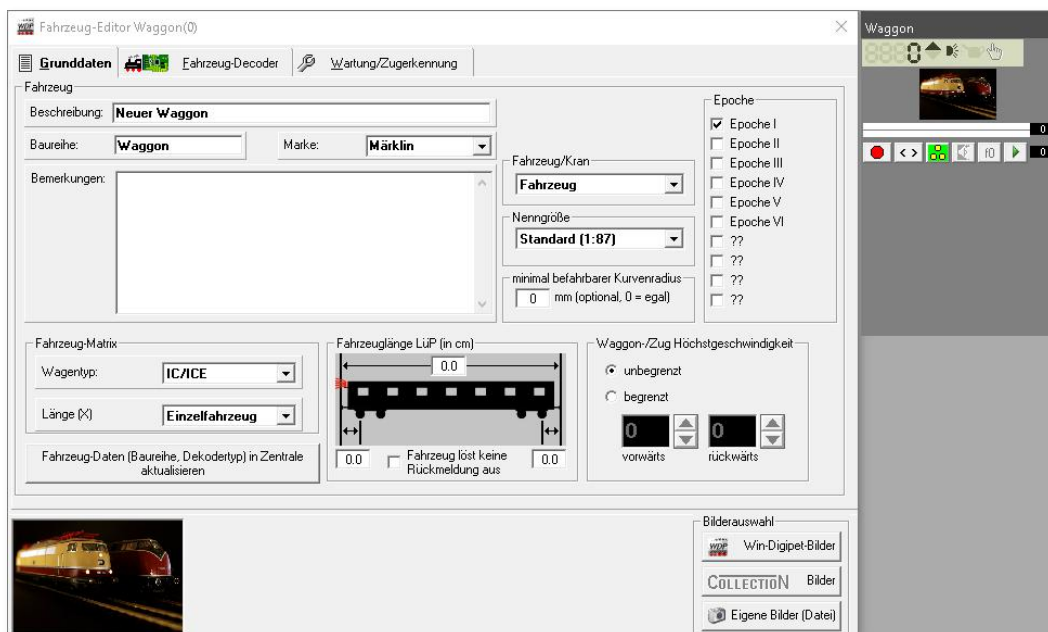 WDP Fahrzeug-Editor Waggon(0)
Grunddaten Fahrzeug-Decoder Wartung/Zugerkennung
Fahrzeug
Beschreibung: Neuer Waggon
Baureihe: Waggon Marke: Märklin
Bemerkungen:
Fahrzeug/Kran
Fahrzeug
Nenngröße
Standard (1:87)
minimal befahrbarer Kurvenradius
0 mm (optional, 0 = egal)
Epoche
Epoche I
Epoche II
Epoche III
Epoche IV
Epoche V
Epoche VI
??
??
??
??
Fahrzeug-Matrix
Wagentyp: IC/ICE
Länge (X) Einzelfahrzeug
Fahrzeug-Daten (Baureihe, Dekodertyp) in Zentrale
aktualisieren
Fahrzeuglänge LüP (in cm)
0.0
0.0 Fahrzeug löst keine 0.0
Rückmeldung aus
Waggon-/Zug Höchstgeschwindigkeit
unbegrenzt
begrenzt
0 0
vorwärts rückwärts
Bilderauswahl
WDP Win-Digipet-Bilder
COLLECTION Bilder
Eigene Bilder (Datei)
Waggon
0
0
< > f0 0